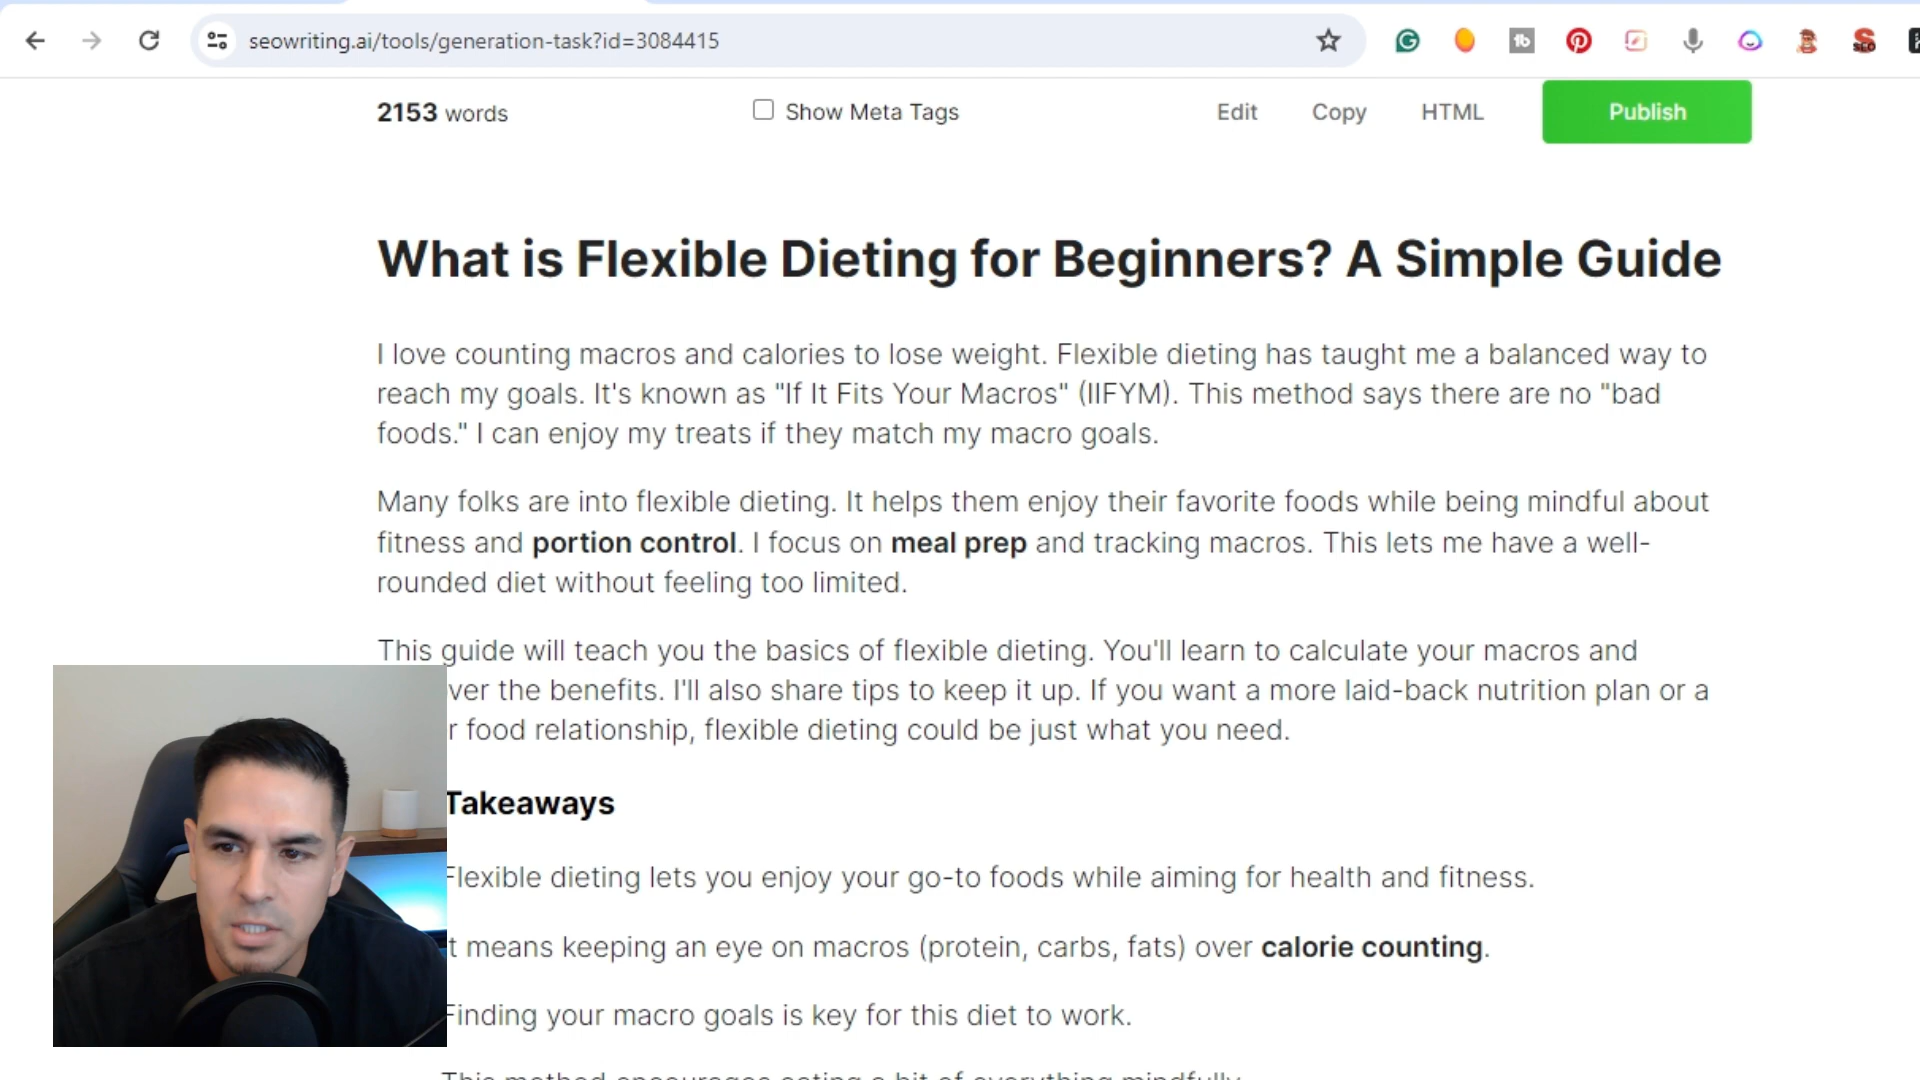 seowriting.ai/tools/generation-task?id=3084415
2153 words
Show Meta Tags
Edit
Copy
HTML
Publish
What is Flexible Dieting for Beginners? A Simple Guide
I love counting macros and calories to lose weight. Flexible dieting has taught me a balanced way to
reach my goals. It's known as "If It Fits Your Macros" (IIFYM). This method says there are no "bad
foods." I can enjoy my treats if they match my macro goals.
Many folks are into flexible dieting. It helps them enjoy their favorite foods while being mindful about
fitness and portion control. I focus on meal prep and tracking macros. This lets me have a well-
rounded diet without feeling too limited.
This guide will teach you the basics of flexible dieting. You'll learn to calculate your macros and
ver the benefits. I'll also share tips to keep it up. If you want a more laid-back nutrition plan or a
r food relationship, flexible dieting could be just what you need.
Takeaways
Flexible dieting lets you enjoy your go-to foods while aiming for health and fitness.
t means keeping an eye on macros (protein, carbs, fats) over calorie counting.
Finding your macro goals is key for this diet to work.
This method encourages eating a bit of everything mindfully